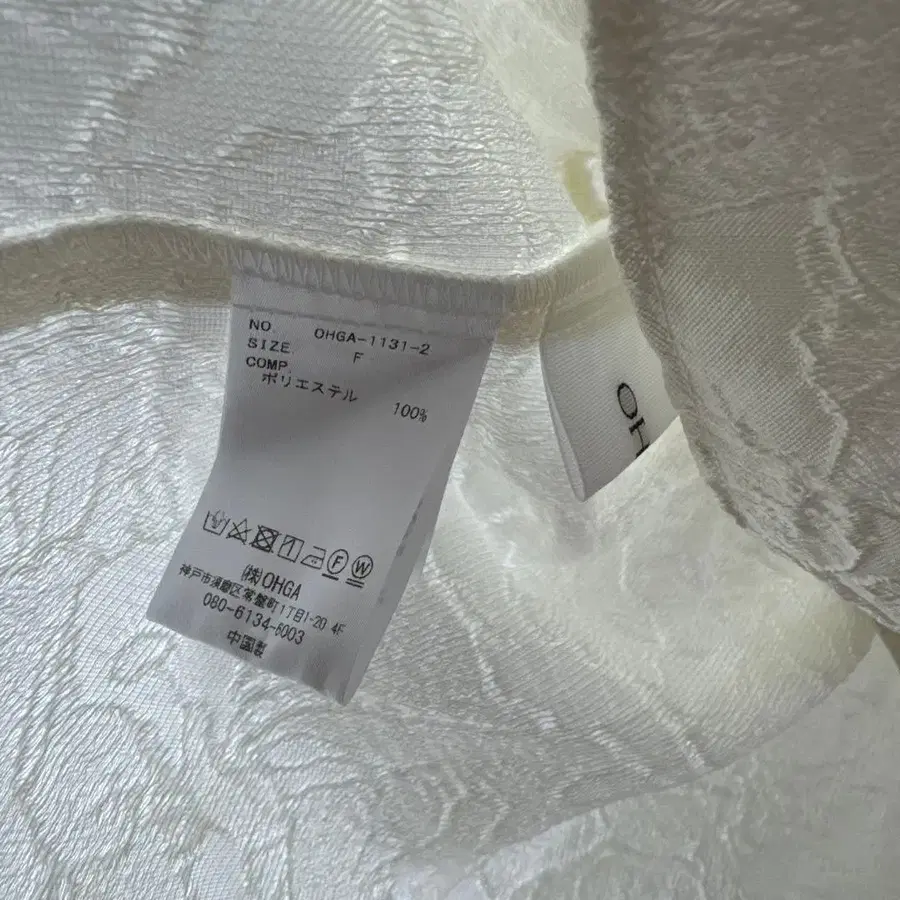 NO OHGA-1131-2
SIZE F
COMP
ポリエステル 100%
F W
(株)OHGA
神戸市須磨区常盤町1丁目1-20 4F
080-6134-6003
中国製
OH